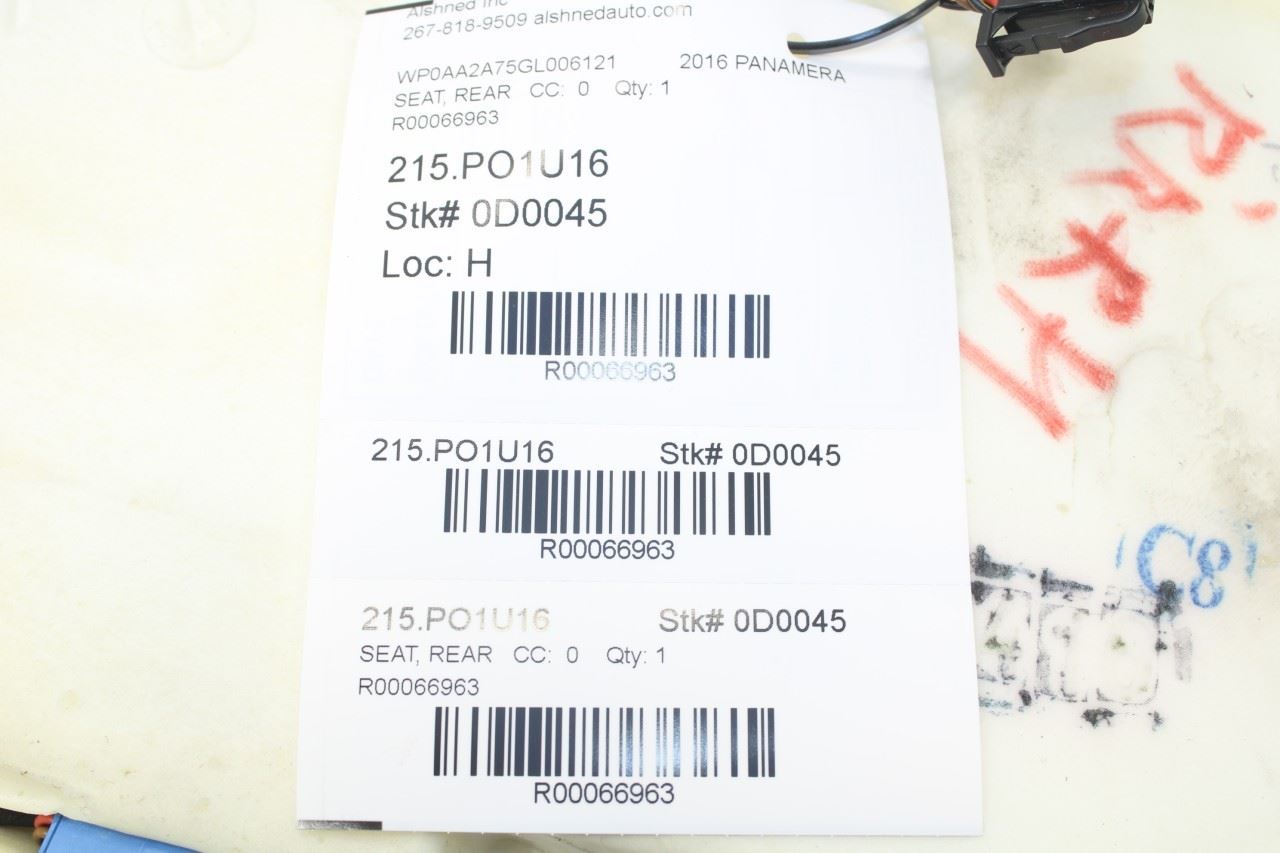 Alshned Inc
267-818-9509 alshnedauto.com
WP0AA2A75GL006121 2016 PANAMERA
SEAT, REAR CC: 0 Qty: 1
R00066963
215.PO1U16
Stk# 0D0045
Loc: H
R00066963
215.PO1U16 Stk# 0D0045
R00066963
215.PO1U16 Stk# 0D0045
SEAT, REAR CC: 0 Qty: 1
R00066963
R00066963
C8